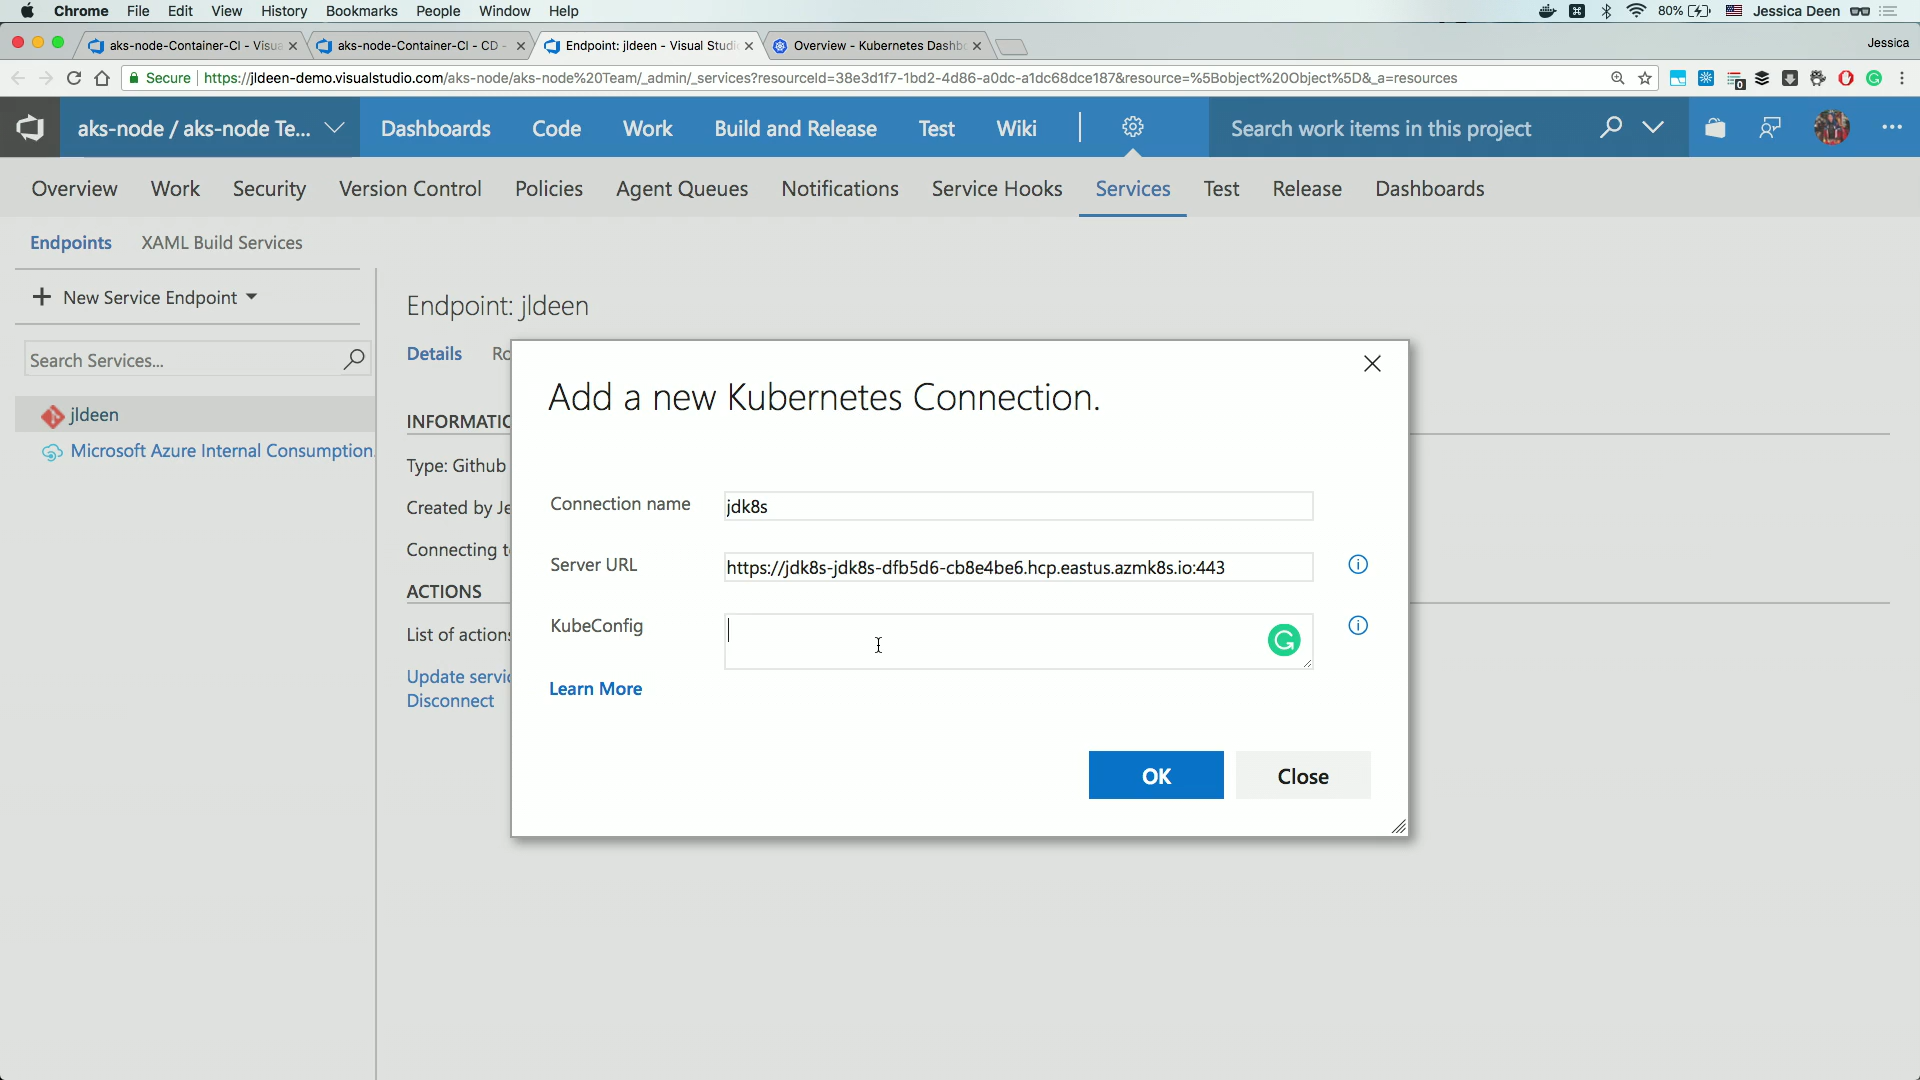 Chrome File Edit View History Bookmarks People Window Help 80% Jessica Deen
aks-node-Container-CI - Visua aks-node-Container-CI - CD - Endpoint: jldeen - Visual Studi Overview - Kubernetes Dashb Jessica
Secure https://jldeen-demo.visualstudio.com/aks-node/aks-node%20Team/_admin/_services?resourceId=38e3d1f7-1bd2-4d86-a0dc-a1dc68dce187&resource=%5Bobject%20Object%5D&_a=resources 0
aks-node / aks-node Te... Dashboards Code Work Build and Release Test Wiki Search work items in this project
Overview Work Security Version Control Policies Agent Queues Notifications Service Hooks Services Test Release Dashboards
Endpoints XAML Build Services
New Service Endpoint
Endpoint: jldeen
Search Services...
Details Ro
jldeen
Microsoft Azure Internal Consumption
INFORMATIO
Type: Github
Created by Je
Connecting to
ACTIONS
List of actions
Update servic
Disconnect
Add a new Kubernetes Connection.
Connection name jdk8s
Server URL https://jdk8s-jdk8s-dfb5d6-cb8e4be6.hcp.eastus.azmk8s.io:443
KubeConfig
Learn More
OK Close